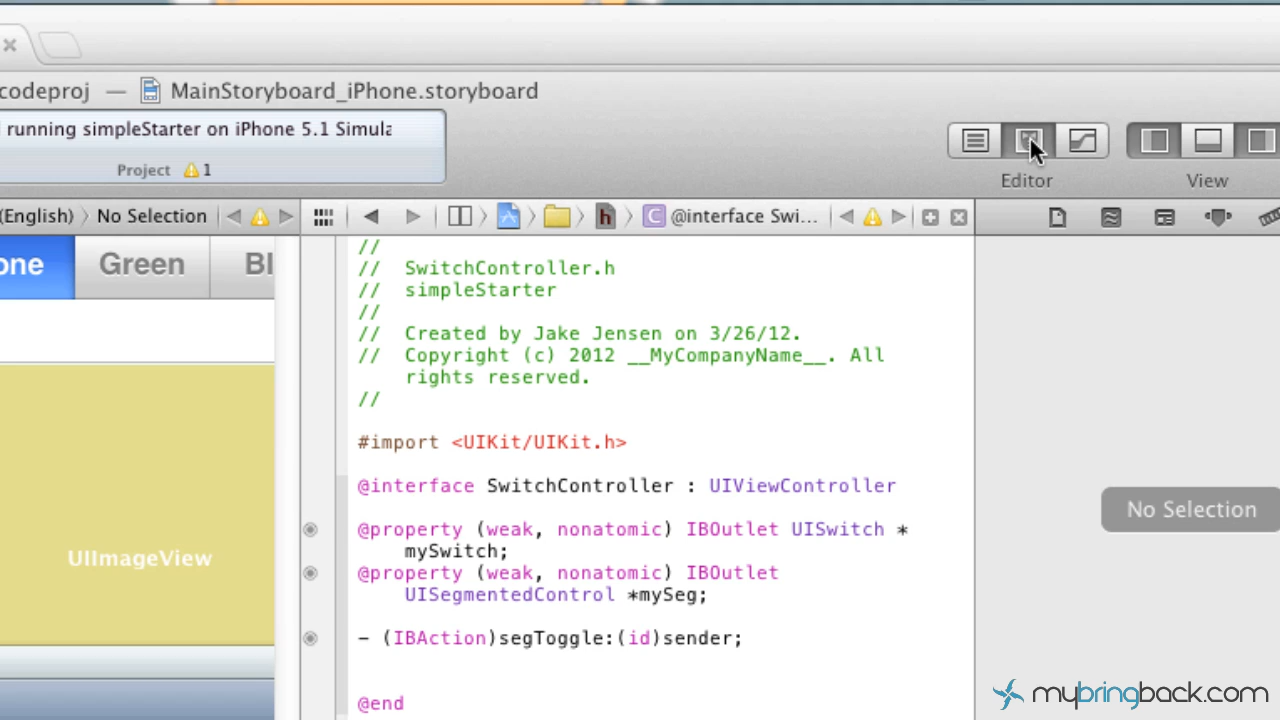 codeproj — MainStoryboard_iPhone.storyboard
running simpleStarter on iPhone 5.1 Simula
Project 1
Editor
View
(English) No Selection
h C @interface Swi...
one Green Bl
//
// SwitchController.h
// simpleStarter
//
// Created by Jake Jensen on 3/26/12.
// Copyright (c) 2012 __MyCompanyName__. All
rights reserved.
//
#import <UIKit/UIKit.h>
@interface SwitchController : UIViewController
@property (weak, nonatomic) IBOutlet UISwitch *
mySwitch;
@property (weak, nonatomic) IBOutlet
UISegmentedControl *mySeg;
- (IBAction)segToggle:(id)sender;
@end
UIImageView
No Selection
mybringback.com